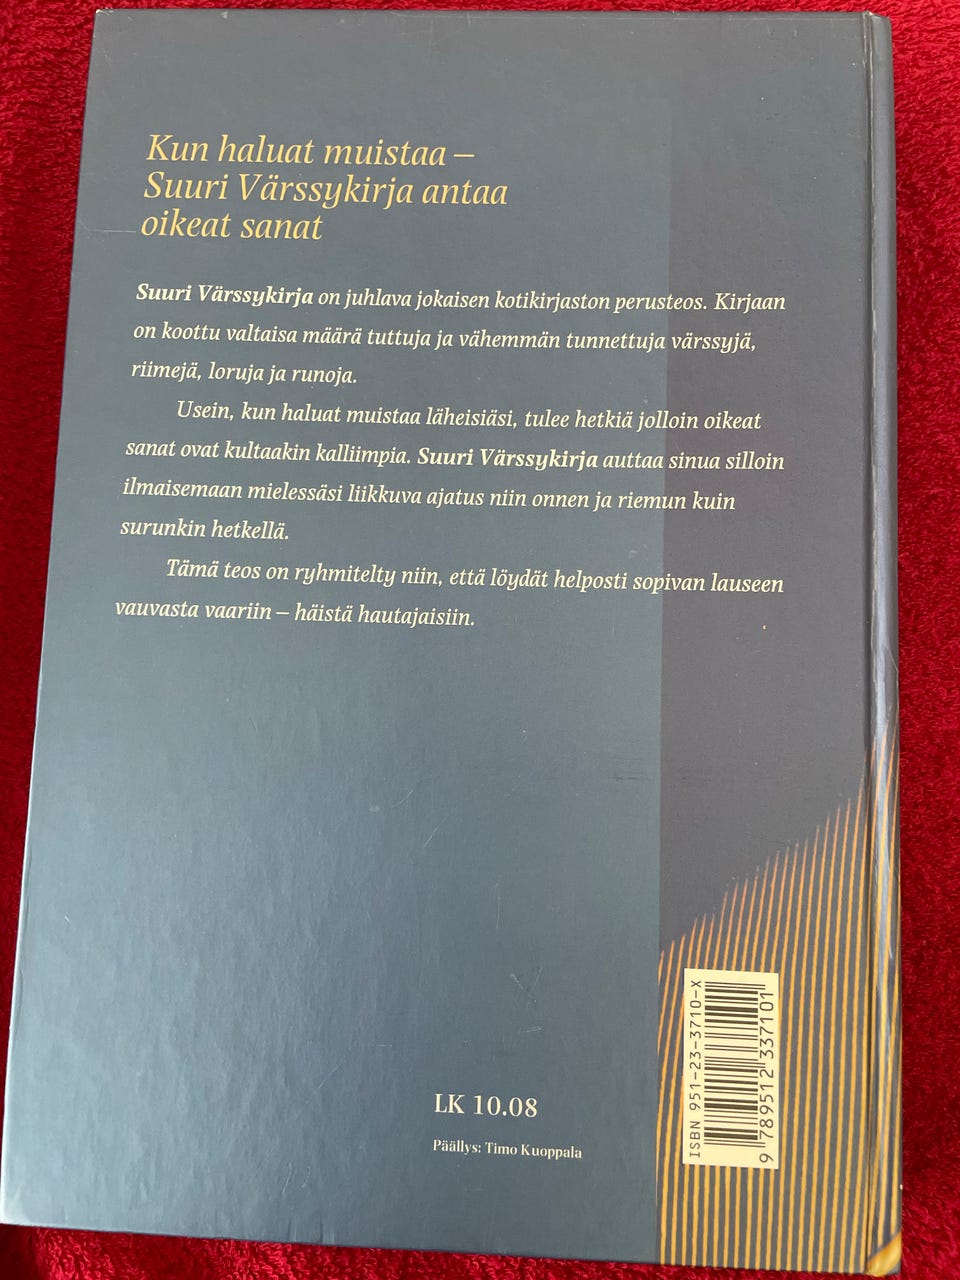 Kun haluat muistaa –
Suuri Värssykirja antaa
oikeat sanat
Suuri Värssykirja on juhlava jokaisen kotikirjaston perusteos. Kirjaan
on koottu valtaisa määrä tuttuja ja vähemmän tunnettuja värssyjä,
riimejä, loruja ja runoja.
Usein, kun haluat muistaa läheisiäsi, tulee hetkiä jolloin oikeat
sanat ovat kultaakin kalliimpia. Suuri Värssykirja auttaa sinua silloin
ilmaisemaan mielessäsi liikkuva ajatus niin onnen ja riemun kuin
surunkin hetkellä.
Tämä teos on ryhmitelty niin, että löydät helposti sopivan lauseen
vauvasta vaariin – häistä hautajaisiin.
LK 10.08
Päällys: Timo Kuoppala
ISBN 951-23-3710-X
9 789512 337101